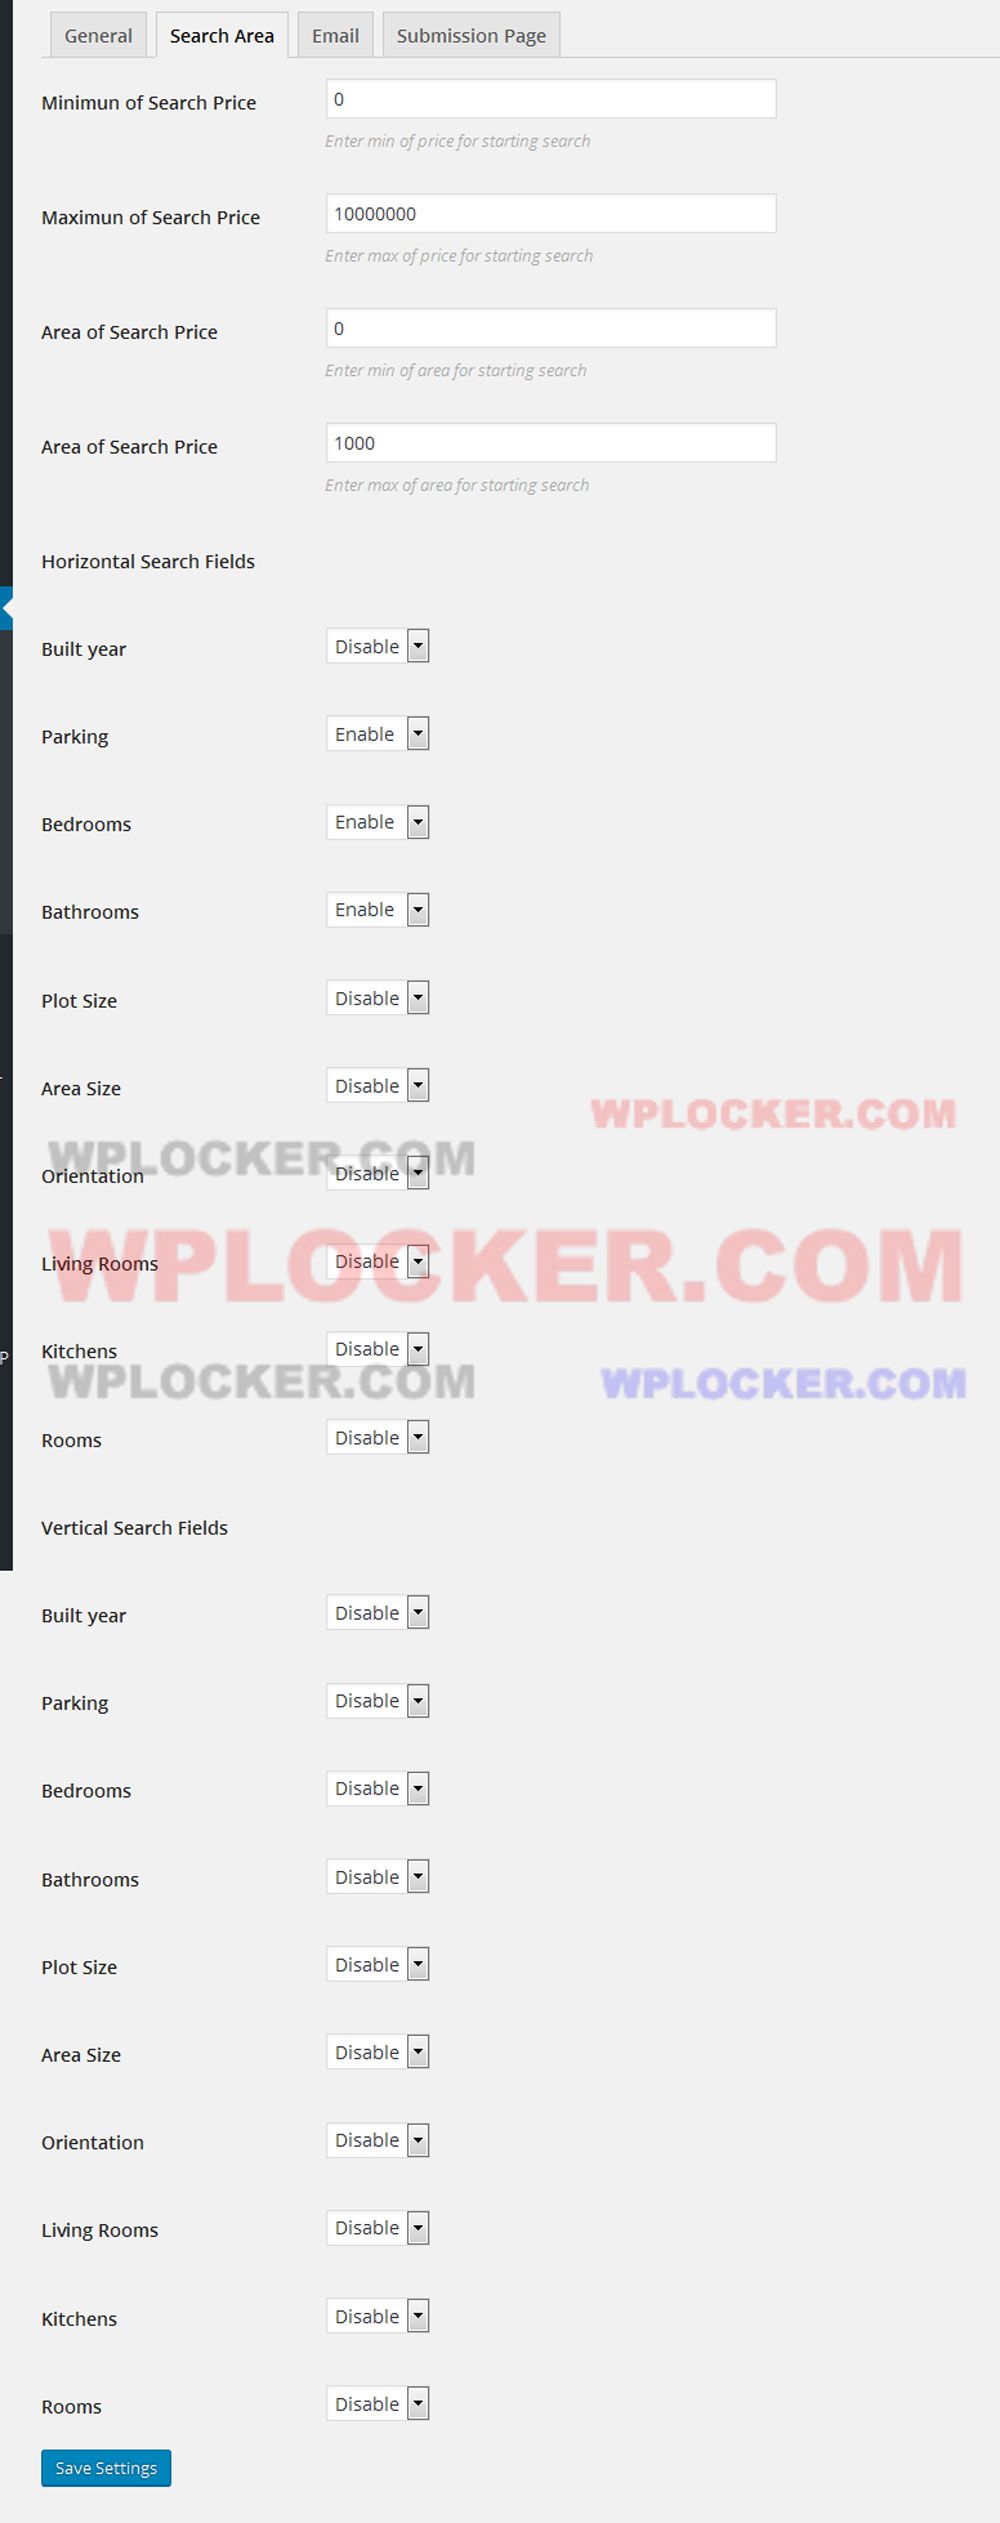 General Search Area Email Submission Page
Minimun of Search Price 0
Enter min of price for starting search
Maximun of Search Price 10000000
Enter max of price for starting search
Area of Search Price 0
Enter min of area for starting search
Area of Search Price 1000
Enter max of area for starting search
Horizontal Search Fields
Built year Disable
Parking Enable
Bedrooms Enable
Bathrooms Enable
Plot Size Disable
Area Size Disable
WPLOCKER.COM
WPLOCKER.COM
Orientation Disable
WPLOCKER.COM
Living Rooms Disable
P
Kitchens Disable
WPLOCKER.COM WPLOCKER.COM
Rooms Disable
Vertical Search Fields
Built year Disable
Parking Disable
Bedrooms Disable
Bathrooms Disable
Plot Size Disable
Area Size Disable
Orientation Disable
Living Rooms Disable
Kitchens Disable
Rooms Disable
Save Settings